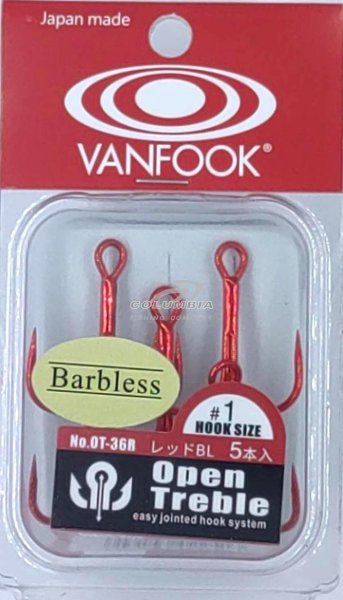 Japan made
VANFOOK®
COLUMBIA
Barbless
#1
HOOK SIZE
No.OT-36R レッドBL 5本入
Open
Treble
easy jointed hook system